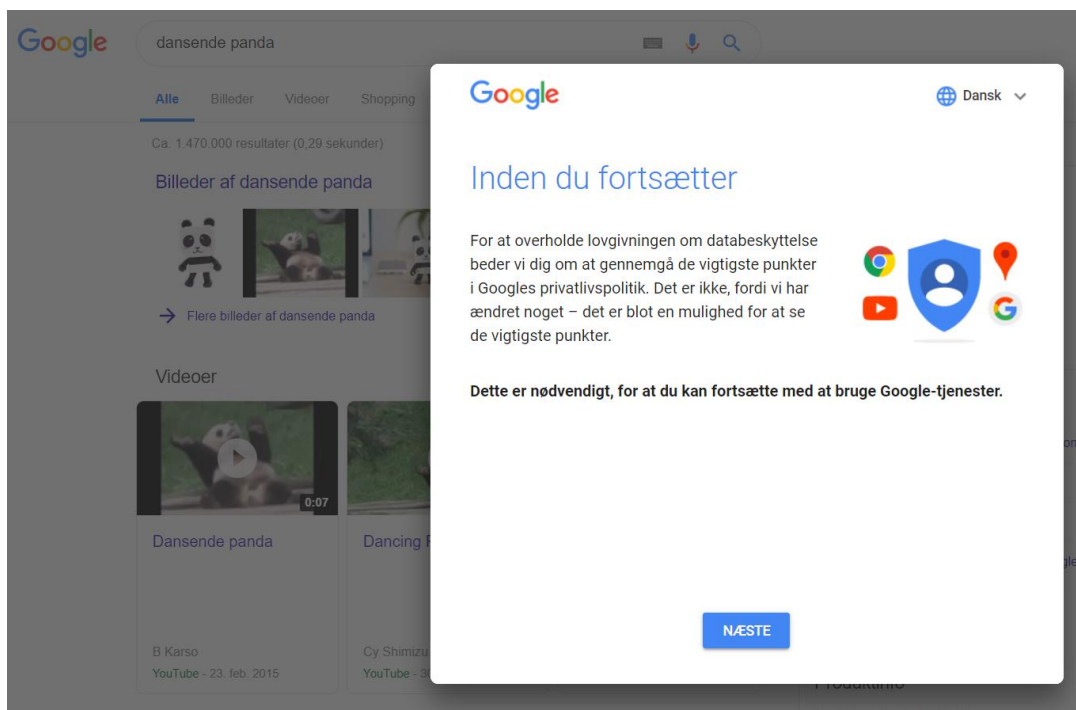 Google
dansende panda
Alle Billeder Videoer Shopping
Ca. 1.470.000 resultater (0,29 sekunder)
Billeder af dansende panda
Flere billeder af dansende panda
Videoer
0:07
Dansende panda
Dancing
B Karso
YouTube - 23. feb. 2015
Cy Shimizu
YouTube - 30
Google
Dansk
Inden du fortsætter
For at overholde lovgivningen om databeskyttelse
beder vi dig om at gennemgå de vigtigste punkter
i Googles privatlivspolitik. Det er ikke, fordi vi har
ændret noget – det er blot en mulighed for at se
de vigtigste punkter.
Dette er nødvendigt, for at du kan fortsætte med at bruge Google-tjenester.
NÆSTE